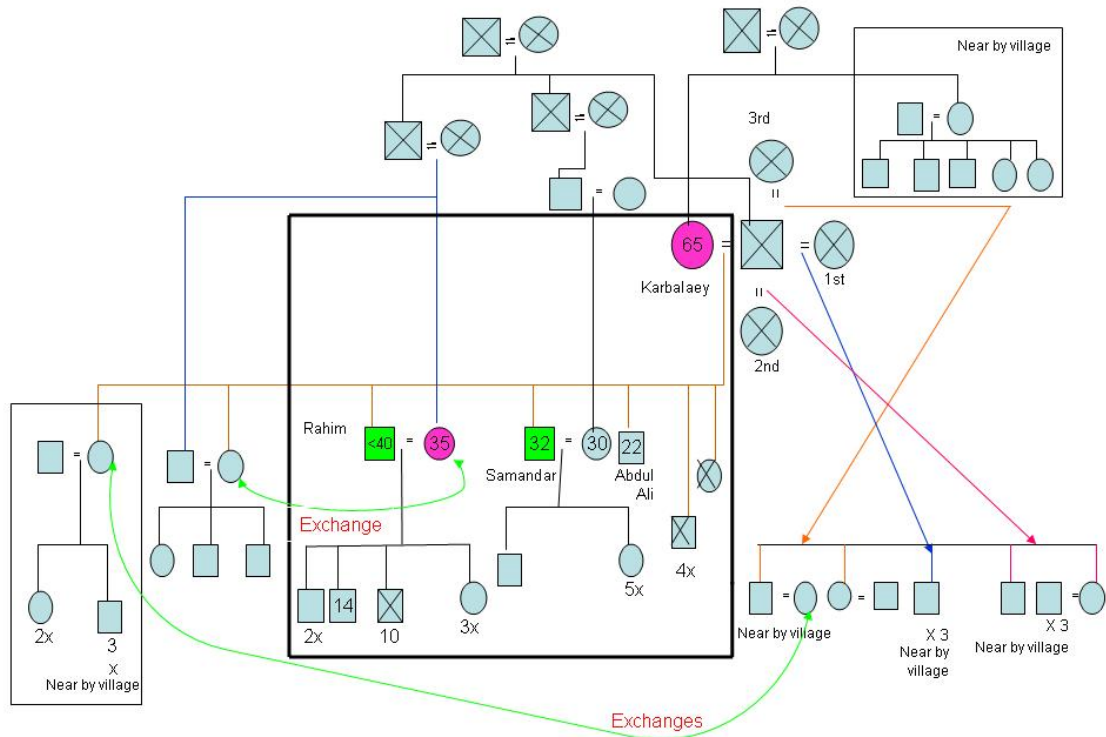 Near by village
3rd
65
Karbalaey
1st
2nd
Rahim
<40
35
32
30
22
Samandar
Abdul
Ali
Exchange
4x
5x
14
2x
10
3x
2x
3
x
Near by village
Near by village
X 3
Near by
village
X 3
Near by village
Exchanges